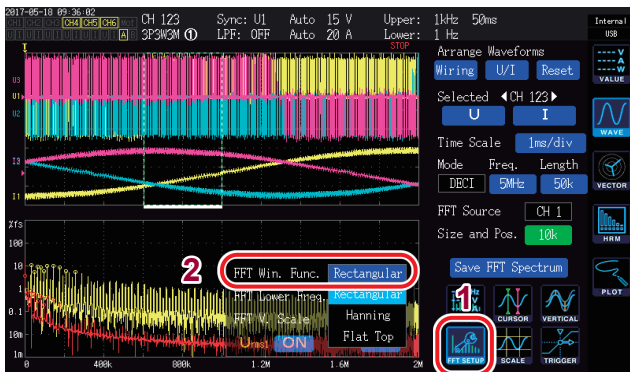 2017-05-18 09:36:02
CH1 CH2 CH3 CH4 CH5 CH6 Mot
U I U I U I U I U I U I A B
CH 123 Sync: U1 Auto 15 V Upper: 1kHz 50ms
3P3W3M ① LPF: OFF Auto 20 A Lower: 1 Hz
Internal
USB
STOP
U3
U1
U2
I3
I1
Arrange Waveforms
Wiring U/I Reset
Selected ◀CH 123▶
U I
Time Scale 1ms/div
Mode Freq. Length
DECI 5MHz 50k
FFT Source CH 1
Size and Pos. 10k
Save FFT Spectrum
VALUE
WAVE
VECTOR
HRM
PLOT
%fs
100
10
1
0.1
10m
1m
0 400k 800k 1.2M 1.6M 2M
2
FFT Win. Func. Rectangular
FFT Lower Freq. Rectangular
FFT V. Scale Hanning
Flat Top
Urms1 ON
1
CURSOR VERTICAL
FFT SETUP SCALE TRIGGER